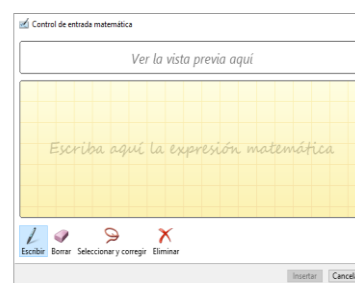 Control de entrada matemática
Ver la vista previa aquí
Escriba aquí la expresión matemática
Escribir Borrar Seleccionar y corregir Eliminar
Insertar Cancela